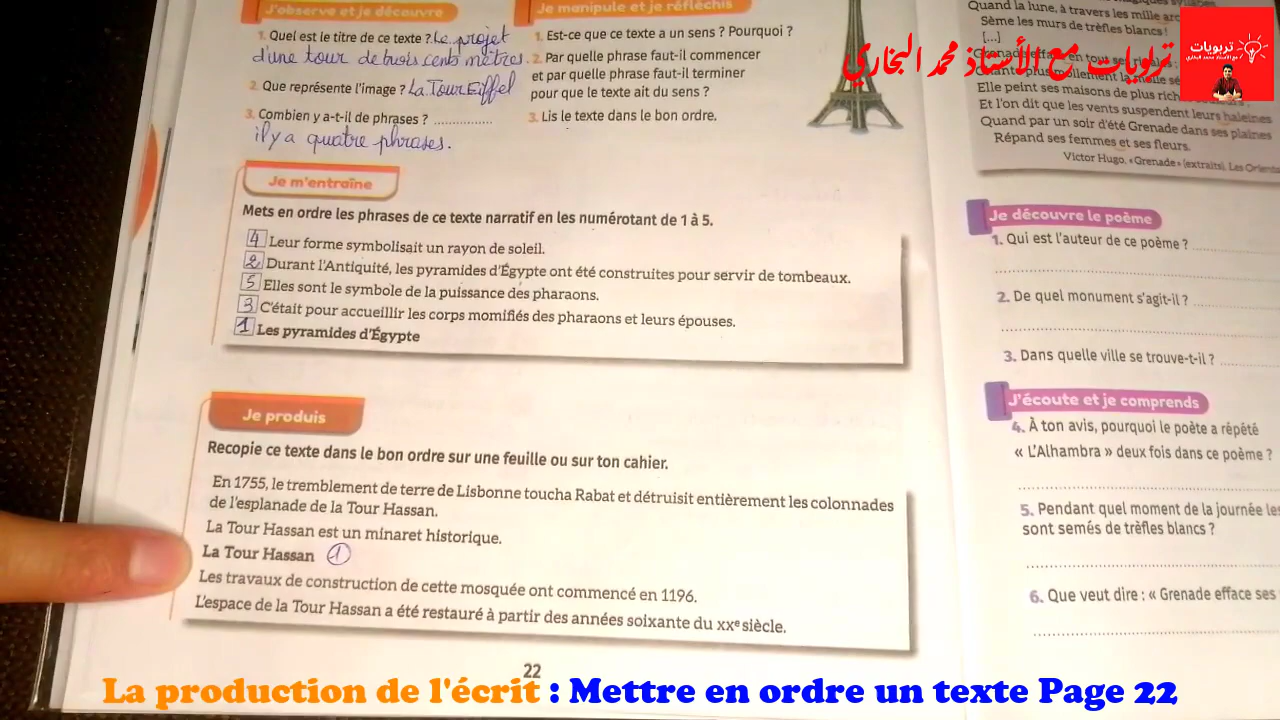 J'observe et je découvre
1. Quel est le titre de ce texte ? Le projet
d'une tour de trois cents mètres.
2. Que représente l'image ? La Tour Eiffel
3. Combien y a-t-il de phrases ? ...............
il y a quatre phrases.
Je manipule et je réfléchis
1. Est-ce que ce texte a un sens ? Pourquoi ?
2. Par quelle phrase faut-il commencer
et par quelle phrase faut-il terminer
pour que le texte ait du sens ?
3. Lis le texte dans le bon ordre.
Je m'entraîne
Mets en ordre les phrases de ce texte narratif en les numérotant de 1 à 5.
4 Leur forme symbolisait un rayon de soleil.
2 Durant l'Antiquité, les pyramides d'Égypte ont été construites pour servir de tombeaux.
5 Elles sont le symbole de la puissance des pharaons.
3 C'était pour accueillir les corps momifiés des pharaons et leurs épouses.
1 Les pyramides d'Égypte
Je produis
Recopie ce texte dans le bon ordre sur une feuille ou sur ton cahier.
En 1755, le tremblement de terre de Lisbonne toucha Rabat et détruisit entièrement les colonnades
de l'esplanade de la Tour Hassan.
La Tour Hassan est un minaret historique.
La Tour Hassan 1
Les travaux de construction de cette mosquée ont commencé en 1196.
L'espace de la Tour Hassan a été restauré à partir des années soixante du XXe siècle.
22
Quand la lune, à travers les mille
Sème les murs de trèfles blancs !
[...]
Elle peint ses maisons de plus
Et l'on dit que les vents suspendent leurs haleines
Quand par un soir d'été Grenade dans ses plaines
Répand ses femmes et ses fleurs.
Victor Hugo, « Grenade » (extraits), Les
Je découvre le poème
1. Qui est l'auteur de ce poème ?
2. De quel monument s'agit-il ?
3. Dans quelle ville se trouve-t-il ?
J'écoute et je comprends
4. À ton avis, pourquoi le poète a répété
« L'Alhambra » deux fois dans ce poème ?
5. Pendant quel moment de la journée les
sont semés de trèfles blancs ?
6. Que veut dire : « Grenade efface ses
تربويات مع الأستاذ محمد البخاري
تربويات
مع الأستاذ محمد البخاري
La production de l'écrit : Mettre en ordre un texte Page 22